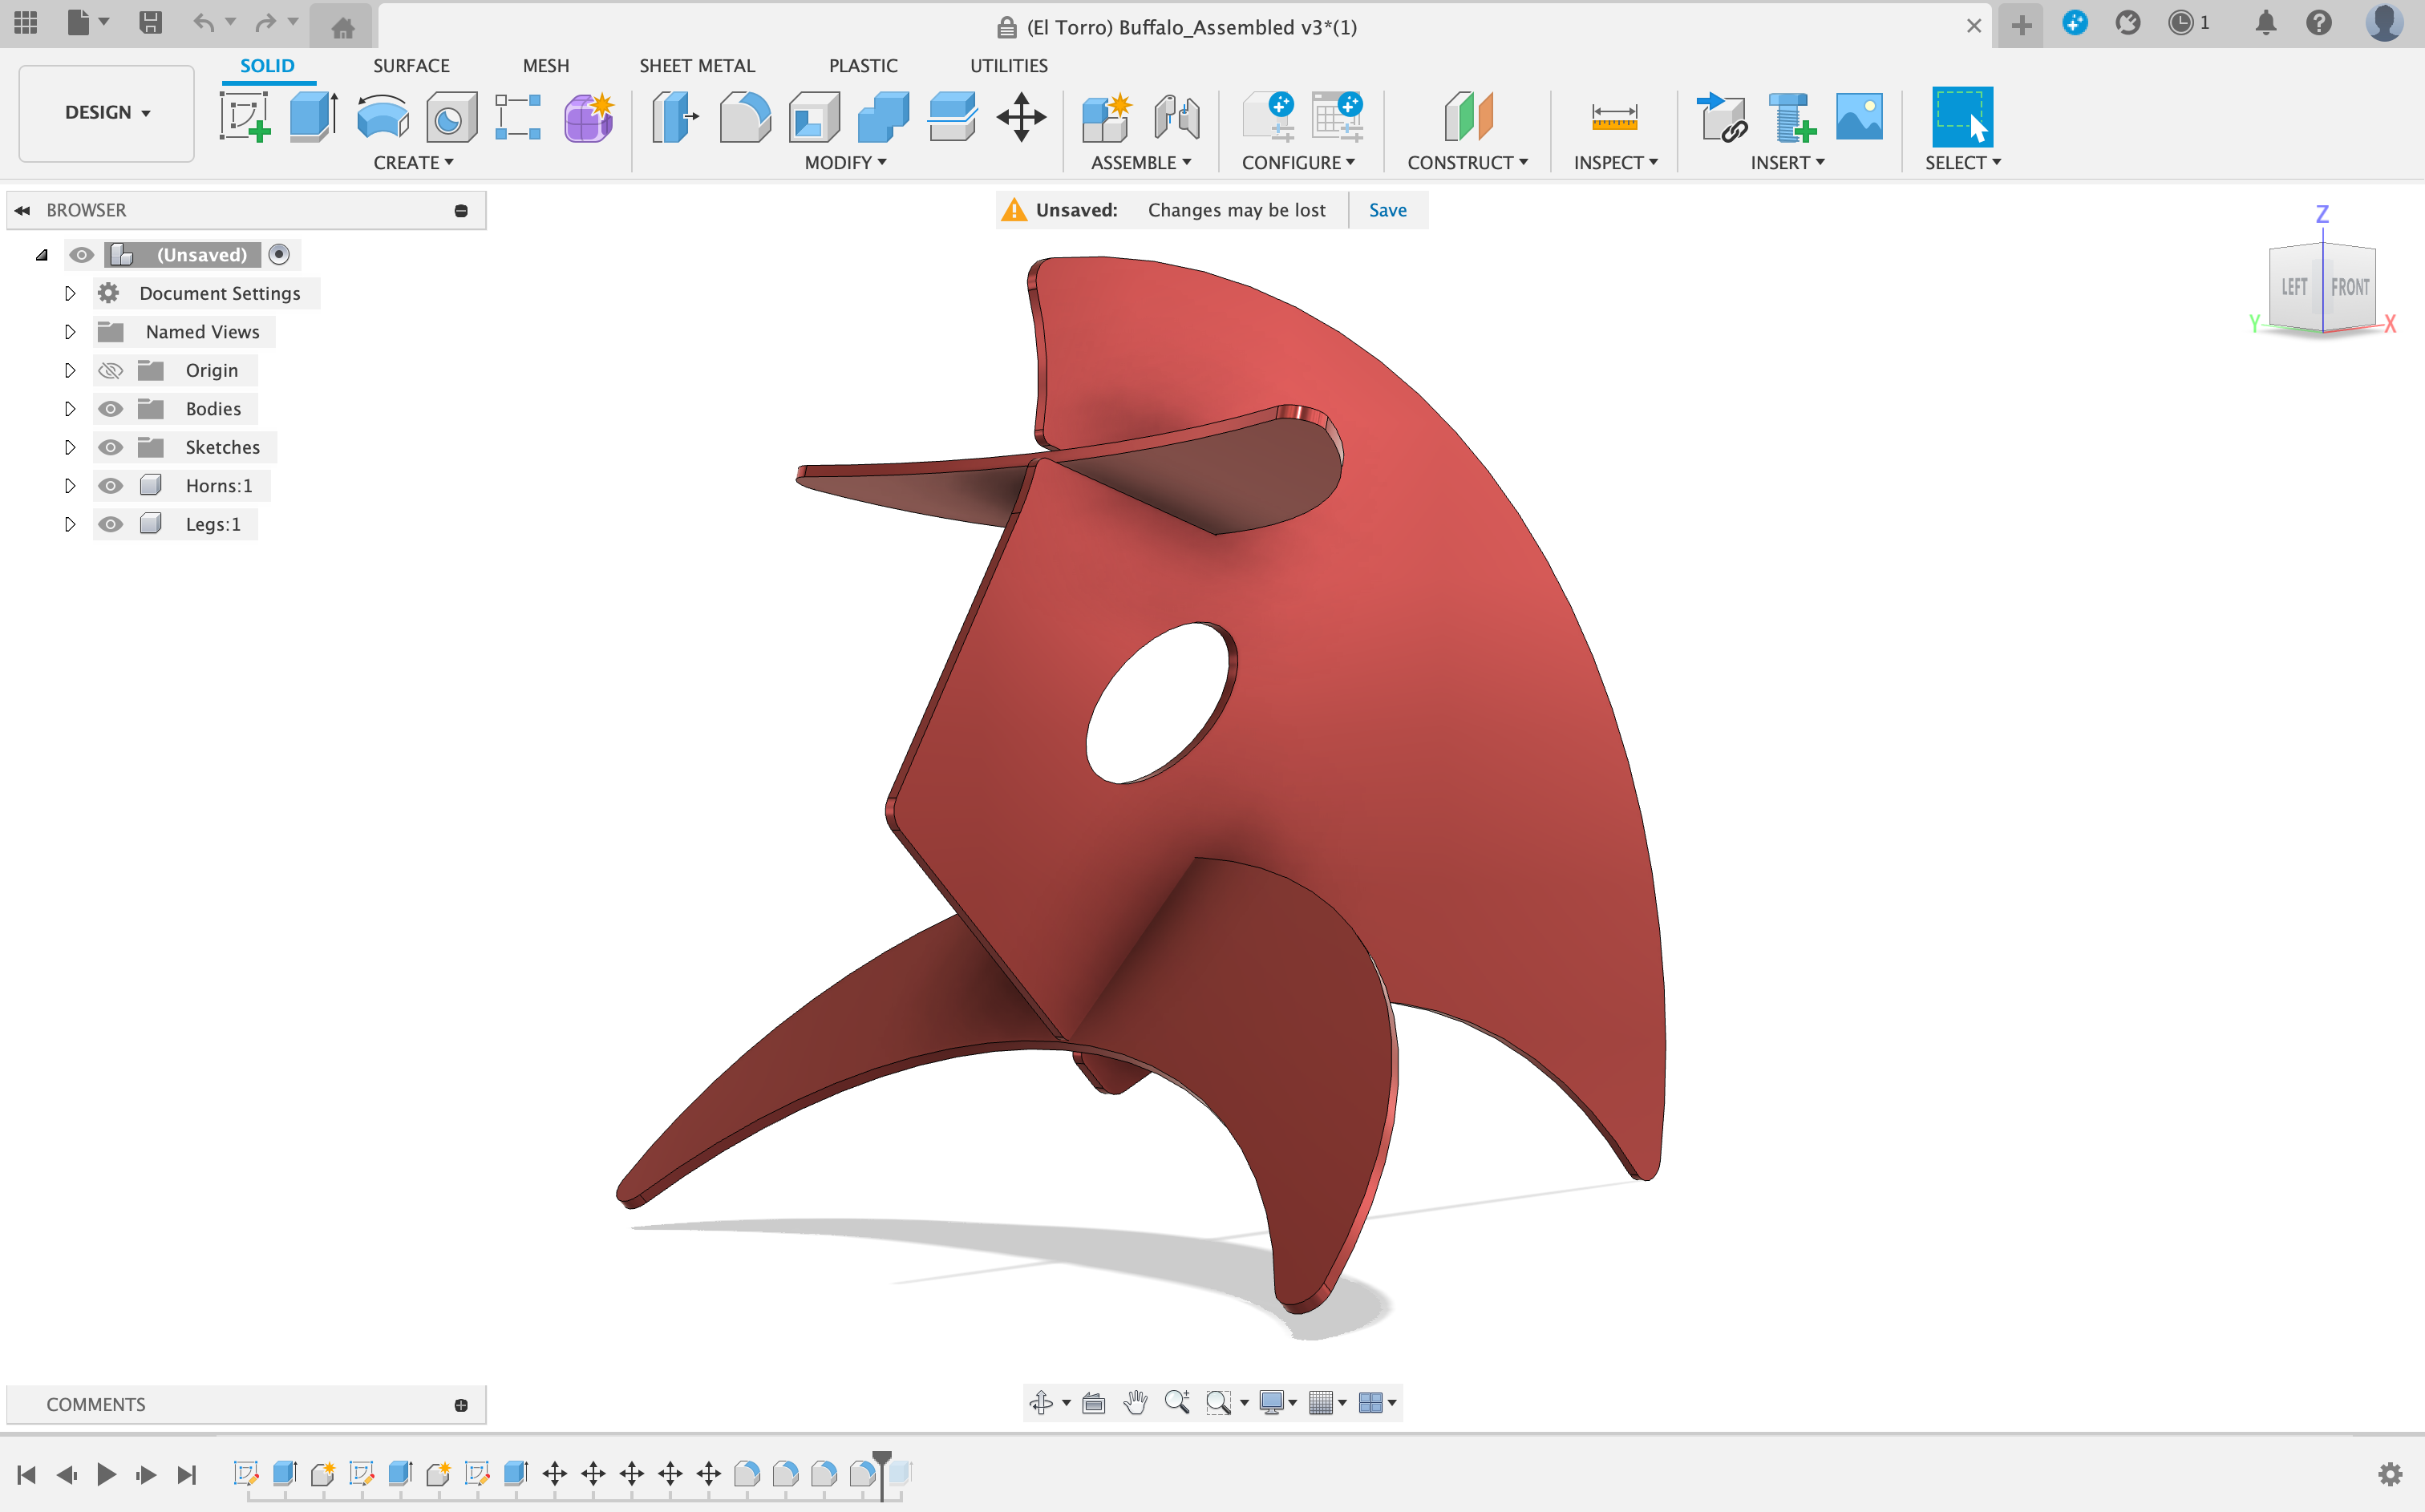 (El Torro) Buffalo_Assembled v3*(1)
1
DESIGN
SOLID
SURFACE
MESH
SHEET METAL
PLASTIC
UTILITIES
CREATE
MODIFY
ASSEMBLE
CONFIGURE
CONSTRUCT
INSPECT
INSERT
SELECT
BROWSER
Unsaved: Changes may be lost
Save
(Unsaved)
Document Settings
Named Views
Origin
Bodies
Sketches
Horns:1
Legs:1
Z
LEFT
FRONT
Y
X
COMMENTS